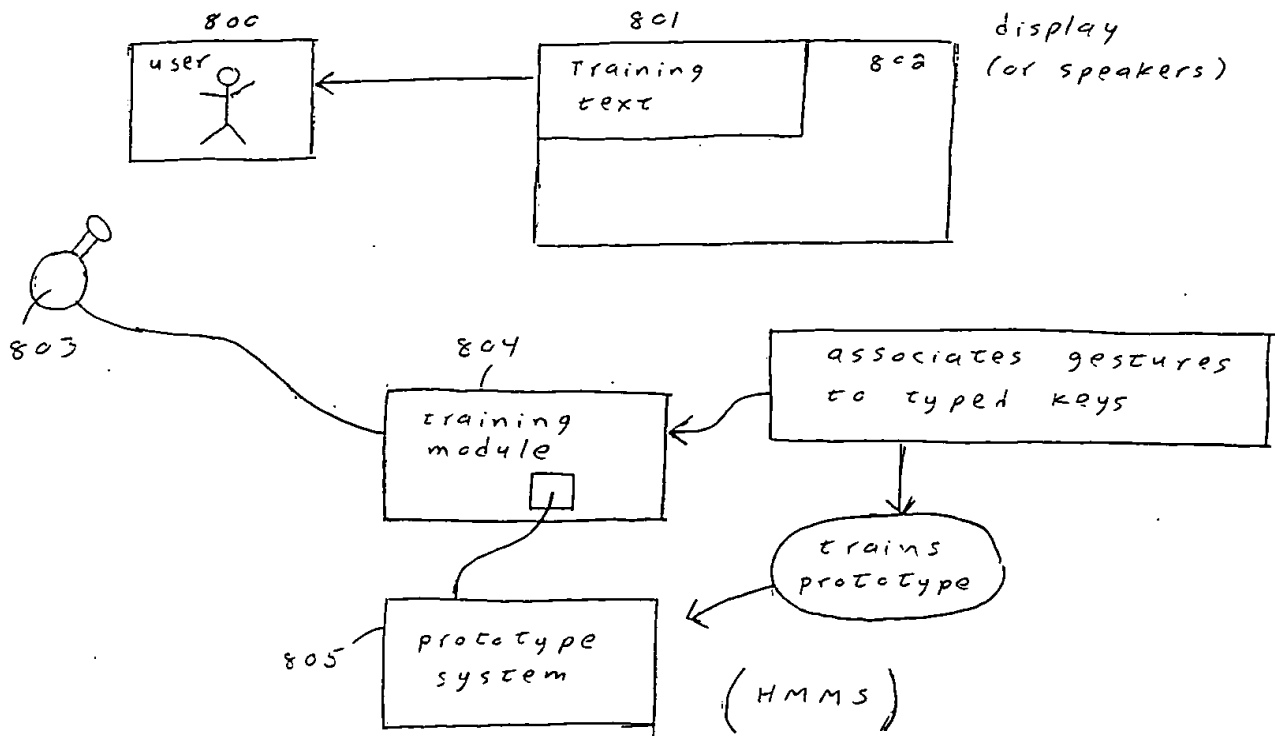 800
user
801
Training
text
802
display
(or speakers)
803
804
training
module
associates gestures
to typed keys
trains
prototype
805
prototype
system
(HMMS)